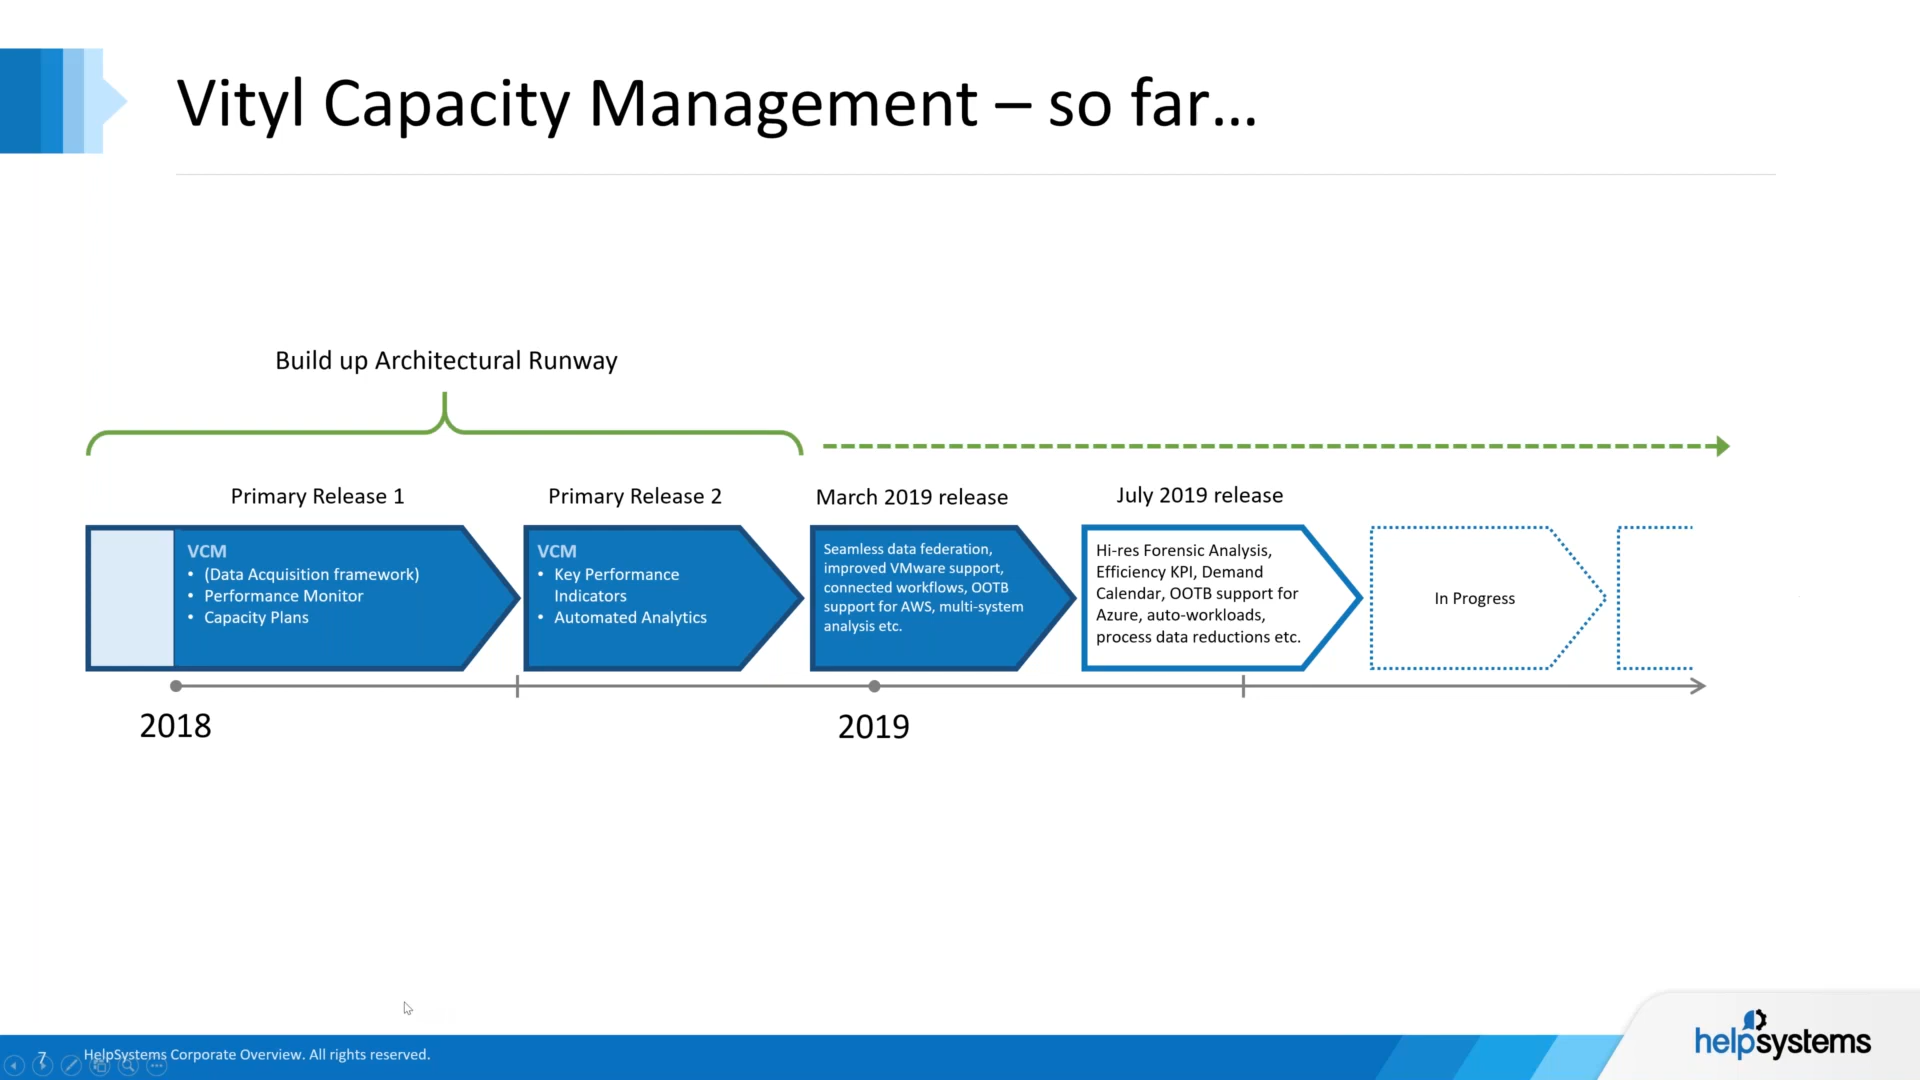 Vityl Capacity Management – so far...
Build up Architectural Runway
Primary Release 1
Primary Release 2
March 2019 release
July 2019 release
VCM
• (Data Acquisition framework)
• Performance Monitor
• Capacity Plans
VCM
• Key Performance
Indicators
• Automated Analytics
Seamless data federation,
improved VMware support,
connected workflows, OOTB
support for AWS, multi-system
analysis etc.
Hi-res Forensic Analysis,
Efficiency KPI, Demand
Calendar, OOTB support for
Azure, auto-workloads,
process data reductions etc.
In Progress
2018
2019
7
HelpSystems Corporate Overview. All rights reserved.
helpsystems